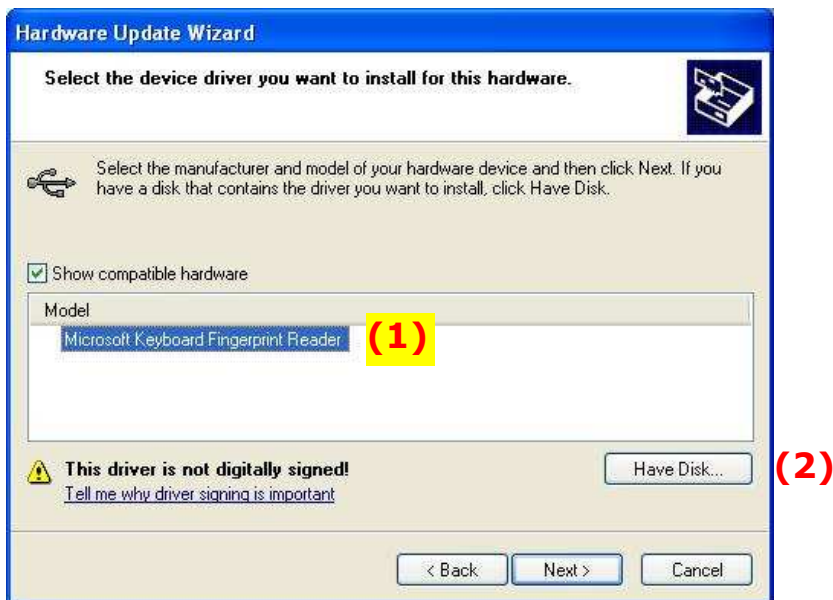 Hardware Update Wizard
Select the device driver you want to install for this hardware.
Select the manufacturer and model of your hardware device and then click Next. If you
have a disk that contains the driver you want to install, click Have Disk.
Show compatible hardware
Model
Microsoft Keyboard Fingerprint Reader (1)
This driver is not digitally signed!
Have Disk... (2)
Tell me why driver signing is important
< Back Next > Cancel